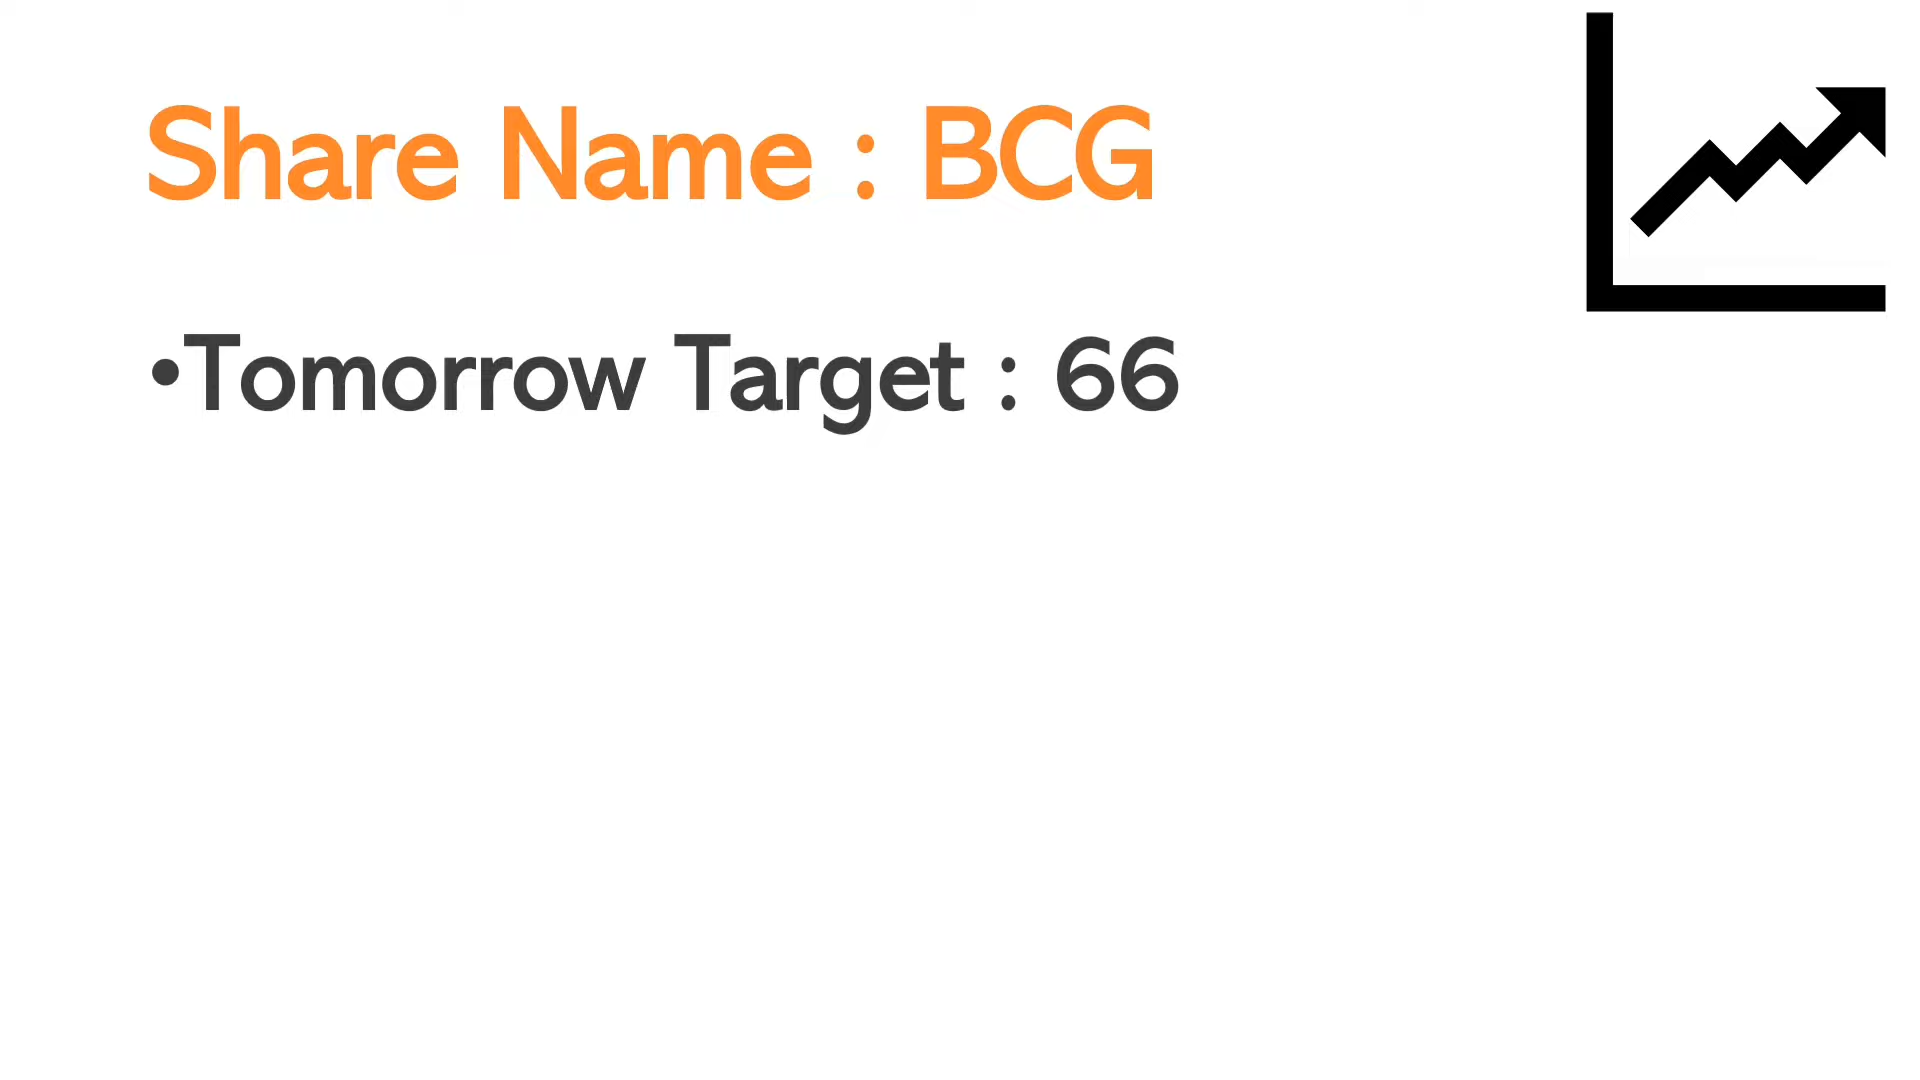 Share Name : BCG
•Tomorrow Target : 66